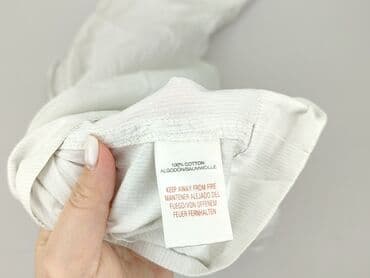 100% COTTON
ALGODON/BAUMWOLLE
KEEP AWAY FROM FIRE
MANTENER ALEJADO DEL
FUEGO/VON OFFENEM
FEUER FERNHALTEN